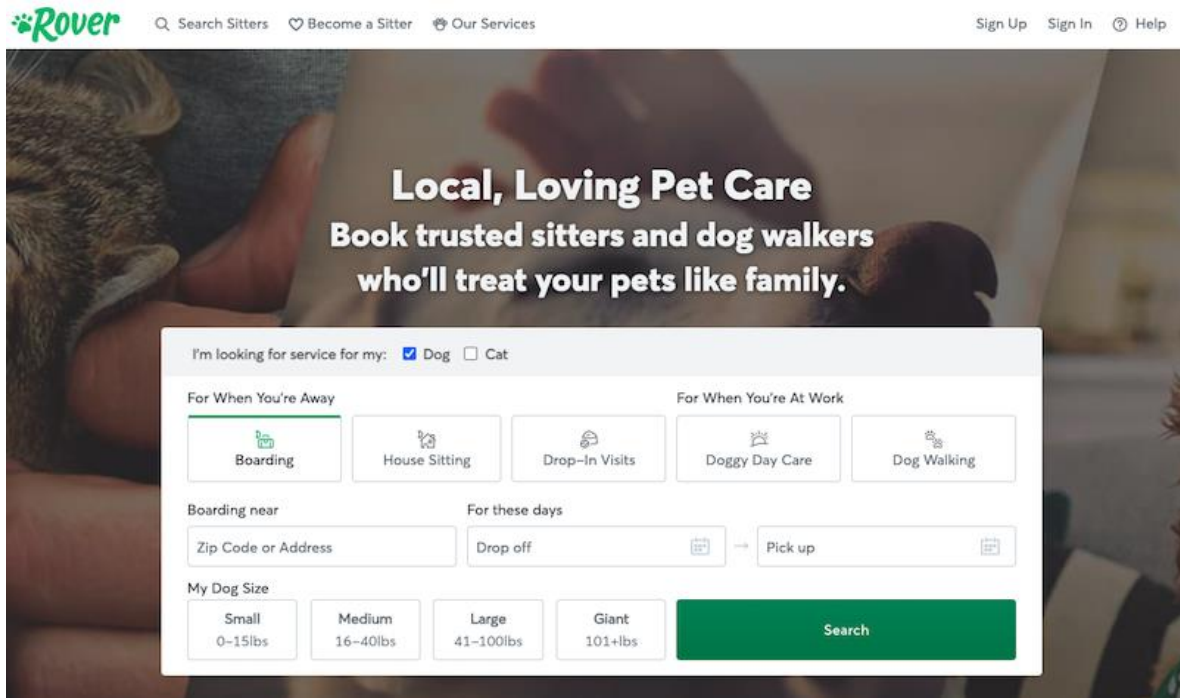 Rover
Search Sitters
Become a Sitter
Our Services
Sign Up
Sign In
Help
Local, Loving Pet Care
Book trusted sitters and dog walkers
who'll treat your pets like family.
I'm looking for service for my:
Dog
Cat
For When You're Away
For When You're At Work
Boarding
House Sitting
Drop-In Visits
Doggy Day Care
Dog Walking
Boarding near
For these days
Zip Code or Address
Drop off
Pick up
My Dog Size
Small
0–15lbs
Medium
16–40lbs
Large
41–100lbs
Giant
101+lbs
Search